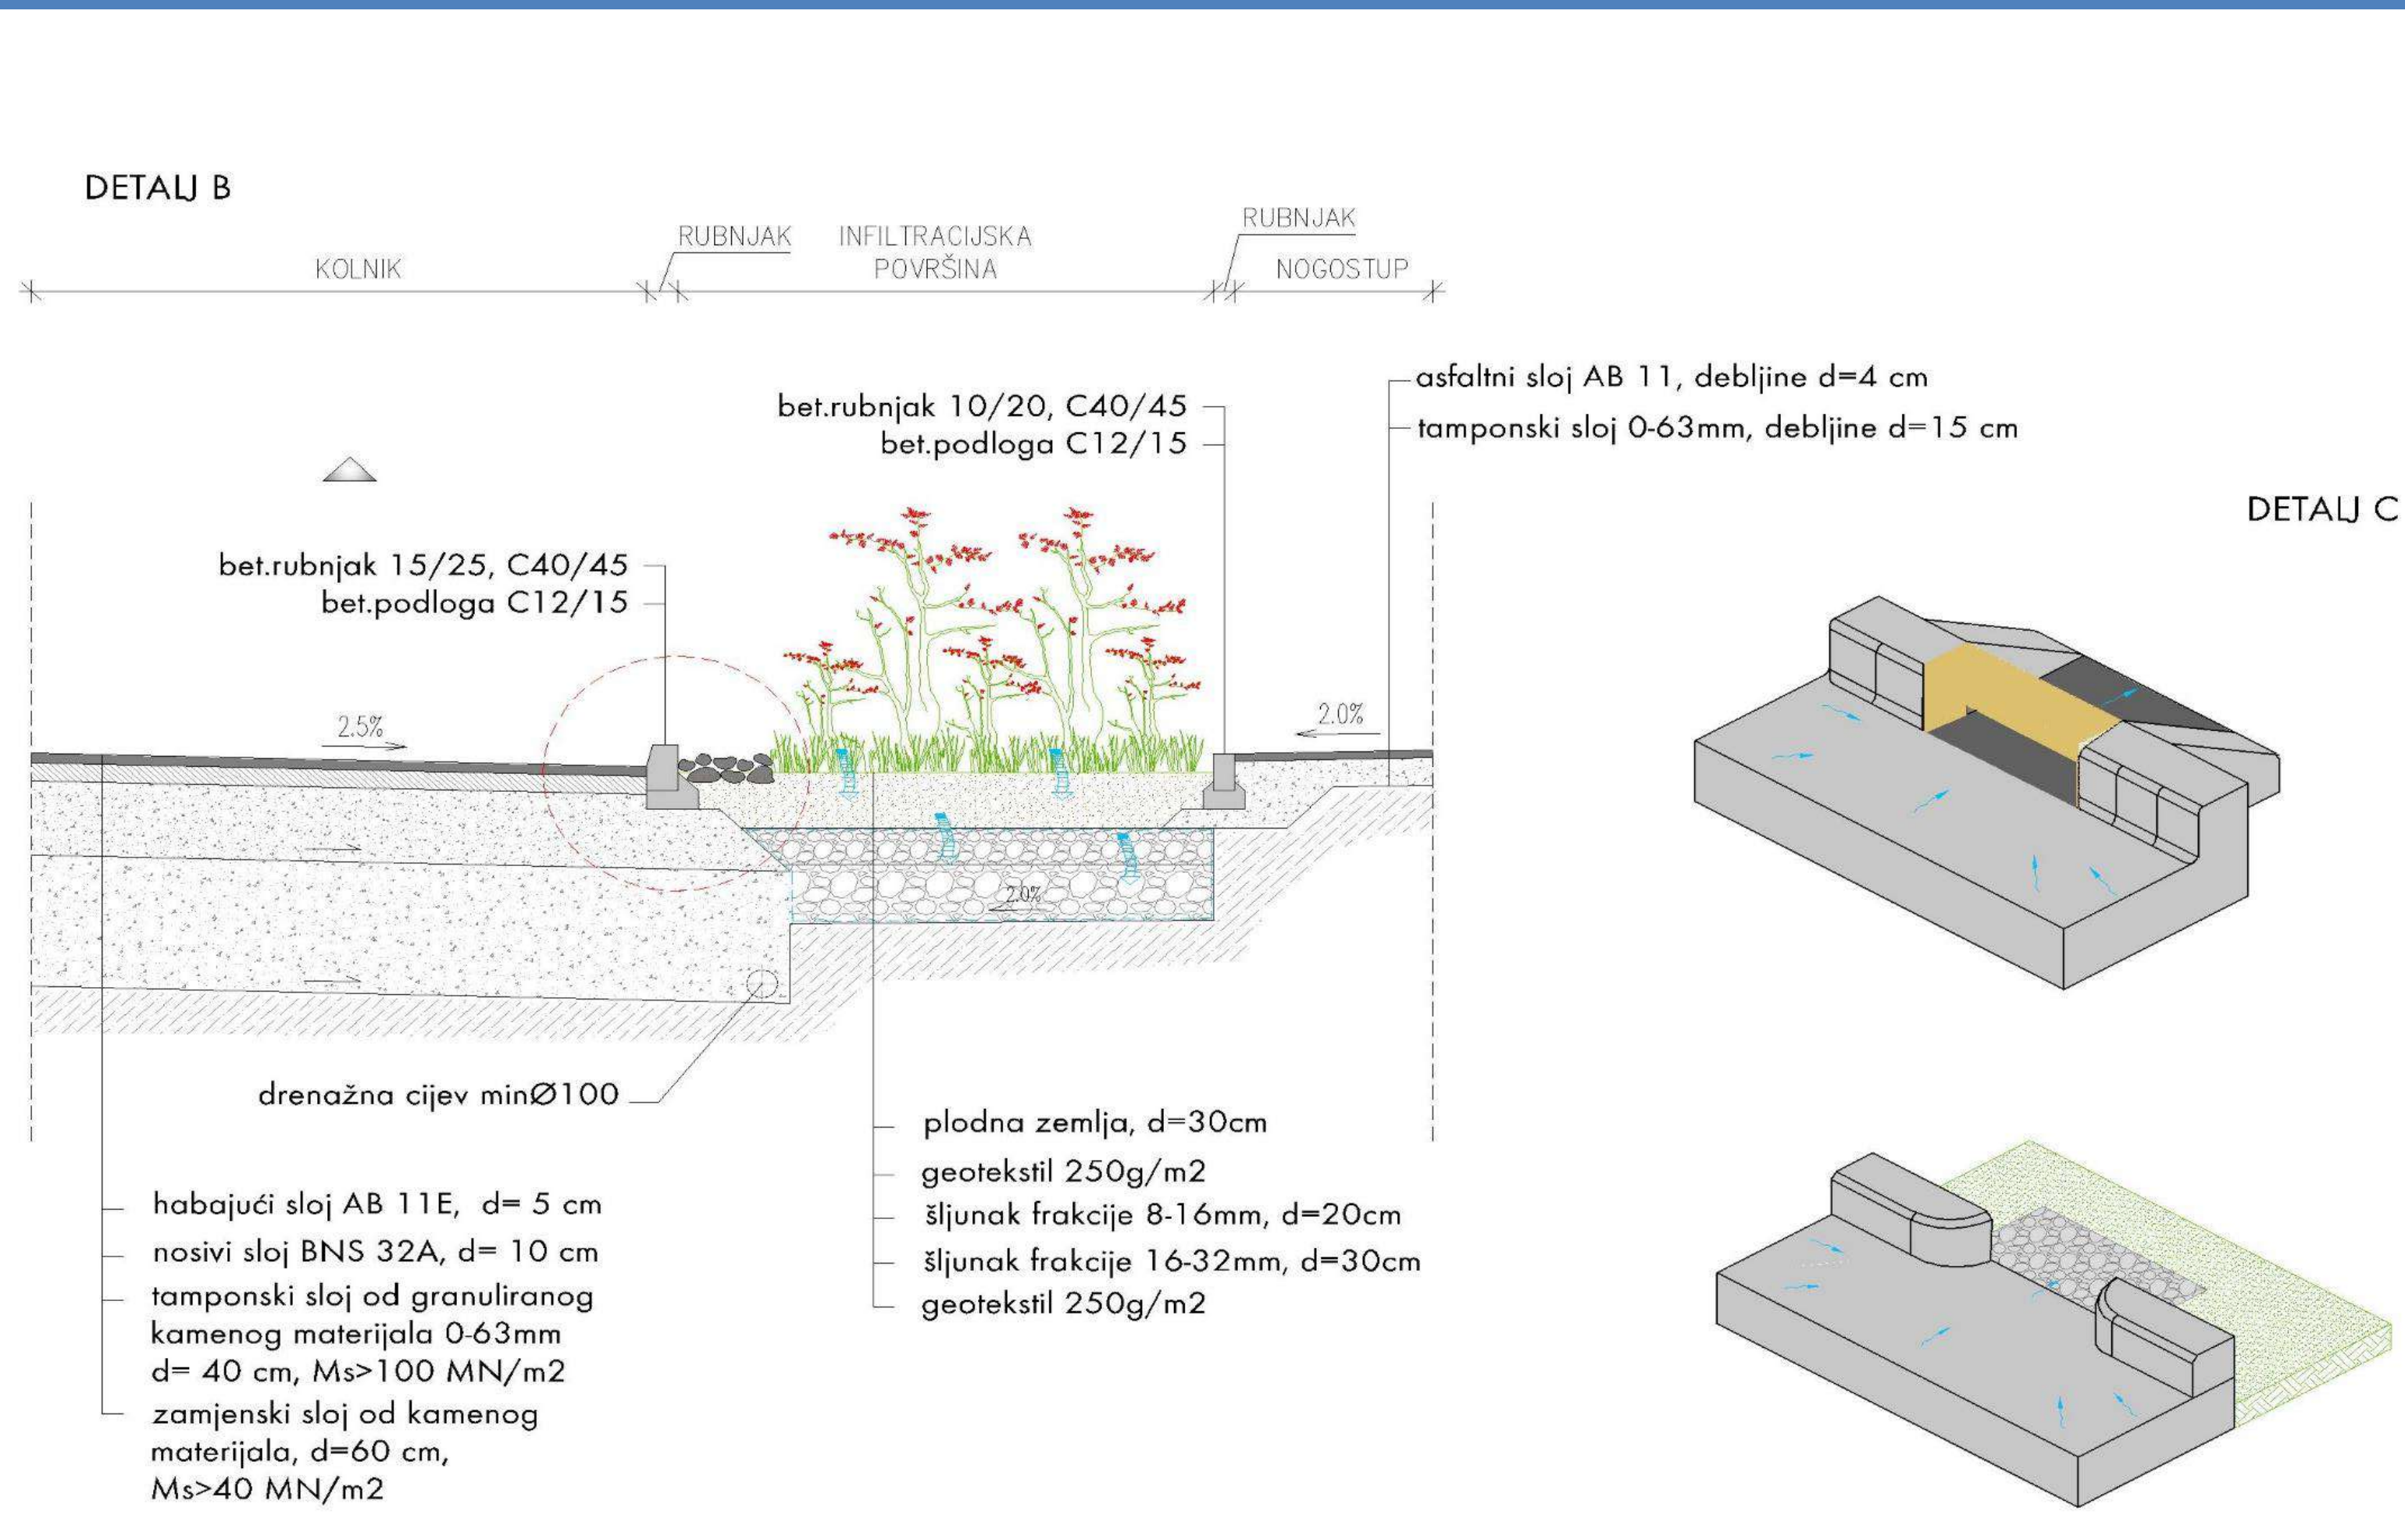 DETALJ B
RUBNJAK
RUBNJAK
INFILTRACIJSKA
KOLNIK
POVRŠINA
NOGOSTUP
asfaltni sloj AB 11, debljine d=4 cm
bet.rubnjak 10/20, C40/45
tamponski sloj 0-63mm, debljine d=15 cm
bet.podloga C12/15
DETALJ C
bet.rubnjak 15/25, C40/45
bet.podloga C12/15
2.5%
2.0%
2.0%
drenažna cijev minØ100
plodna zemlja, d=30cm
geotekstil 250g/m2
šljunak frakcije 8-16mm, d=20cm
šljunak frakcije 16-32mm, d=30cm
geotekstil 250g/m2
habajući sloj AB 11E, d= 5 cm
nosivi sloj BNS 32A, d= 10 cm
tamponski sloj od granuliranog
kamenog materijala 0-63mm
d= 40 cm, Ms>100 MN/m2
zamjenski sloj od kamenog
materijala, d=60 cm,
Ms>40 MN/m2